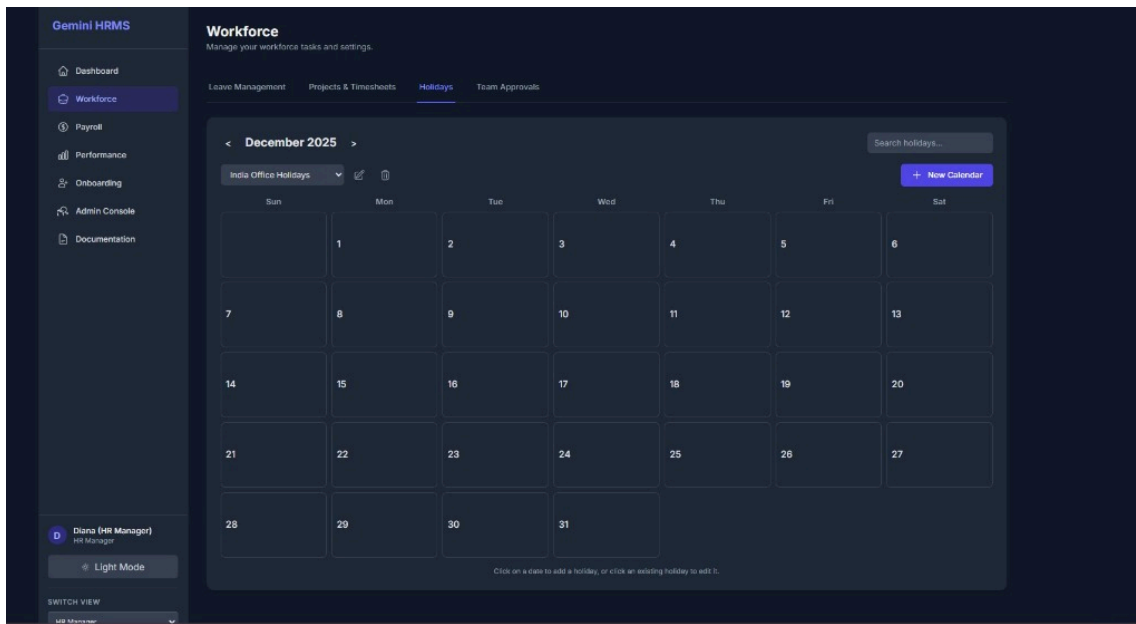 Gemini HRMS
Dashboard
Workforce
Payroll
Performance
Onboarding
Admin Console
Documentation
D
Diana (HR Manager)
HR Manager
Light Mode
SWITCH VIEW
HR Manager
Workforce
Manage your workforce tasks and settings.
Leave Management Projects & Timesheets Holidays Team Approvals
< December 2025 >
Search holidays...
India Office Holidays
+ New Calendar
Sun Mon Tue Wed Thu Fri Sat
1 2 3 4 5 6
7 8 9 10 11 12 13
14 15 16 17 18 19 20
21 22 23 24 25 26 27
28 29 30 31
Click on a date to add a holiday, or click an existing holiday to edit it.